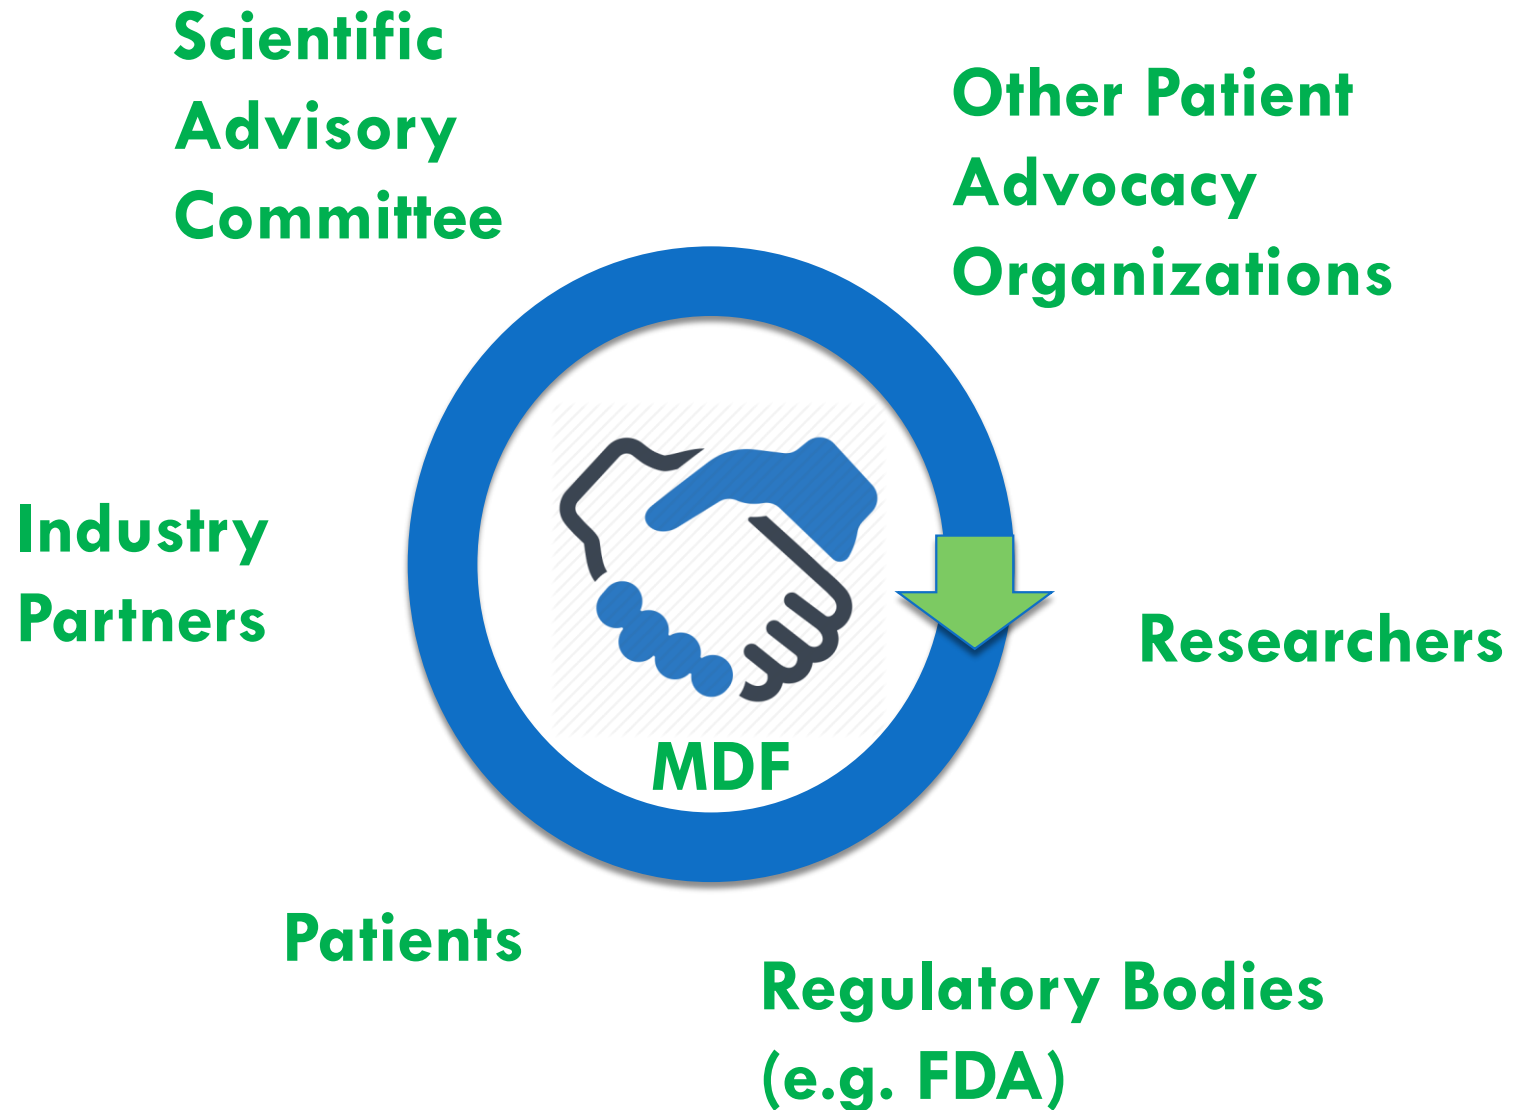 Scientific
Advisory
Committee
Other Patient
Advocacy
Organizations
Industry
Partners
Researchers
MDF
Patients
Regulatory Bodies
(e.g. FDA)